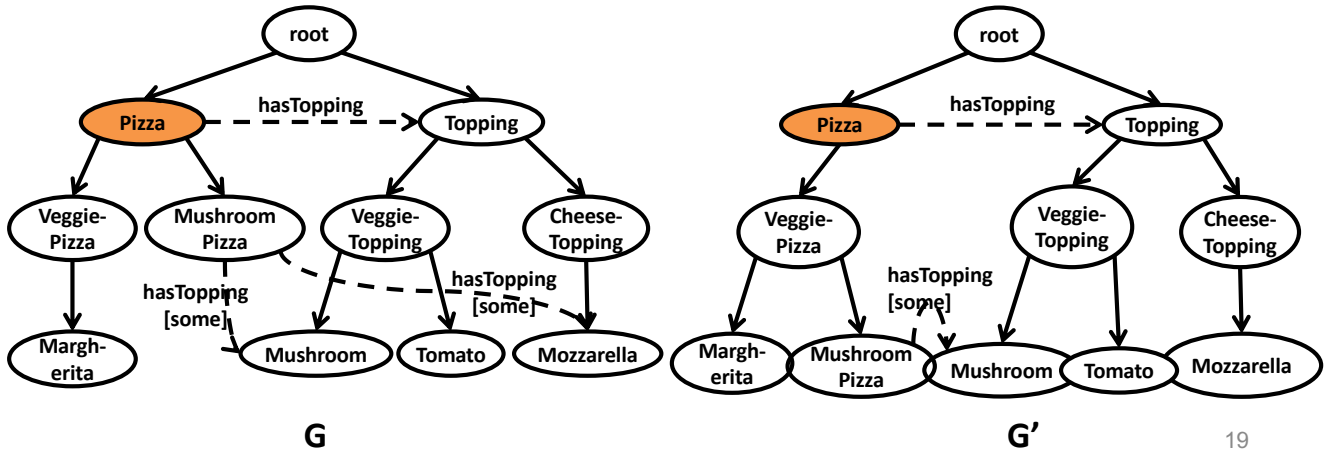 root
hasTopping
Pizza
Topping
Veggie-
Pizza
Mushroom
Pizza
Veggie-
Topping
Cheese-
Topping
hasTopping
[some]
hasTopping
[some]
Margh-
erita
Mushroom
Tomato
Mozzarella
G
root
hasTopping
Pizza
Topping
Veggie-
Pizza
Veggie-
Topping
Cheese-
Topping
hasTopping
[some]
Margh-
erita
Mushroom
Pizza
Mushroom
Tomato
Mozzarella
G’
19